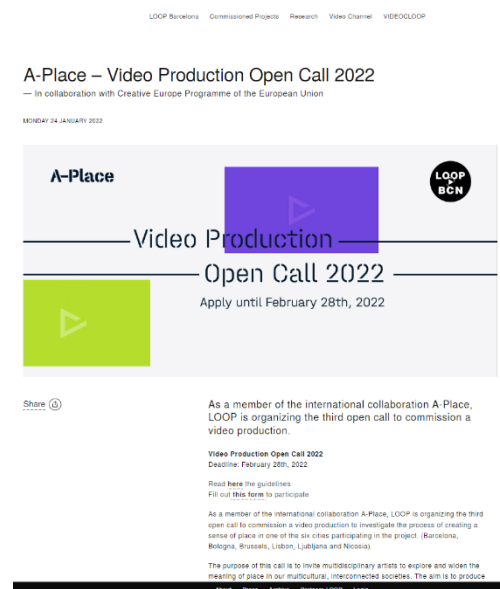 LOOP Barcelona Commissioned Projects Research Video Channel VIDEOCLOOP
A-Place – Video Production Open Call 2022
— In collaboration with Creative Europe Programme of the European Union
MONDAY 24 JANUARY 2022
A-Place
LOOP
BCN
Video Production
Open Call 2022
Apply until February 28th, 2022
Share
As a member of the international collaboration A-Place,
LOOP is organizing the third open call to commission a
video production.
Video Production Open Call 2022
Deadline: February 28th, 2022
Read here the guidelines
Fill out this form to participate
As a member of the international collaboration A-Place, LOOP is organizing the third
open call to commission a video production to investigate the process of creating a
sense of place in one of the six cities participating in the project. (Barcelona,
Bologna, Brussels, Lisbon, Ljubljana and Nicosia).
The purpose of this call is to invite multidisciplinary artists to explore and widen the
meaning of place in our multicultural, interconnected societies. The aim is to produce
About Press Archive Partners LOOP Login